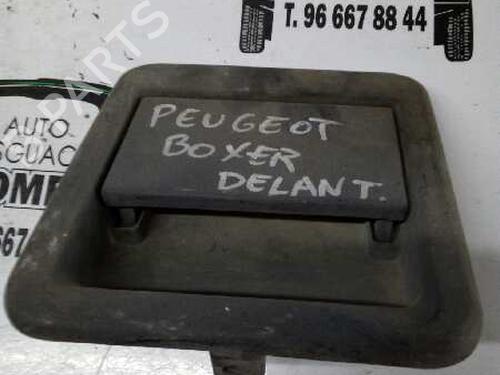 T. 96 667 88 44
PARTS
AUTO
PEUGEOT
BOXER
DELANT.